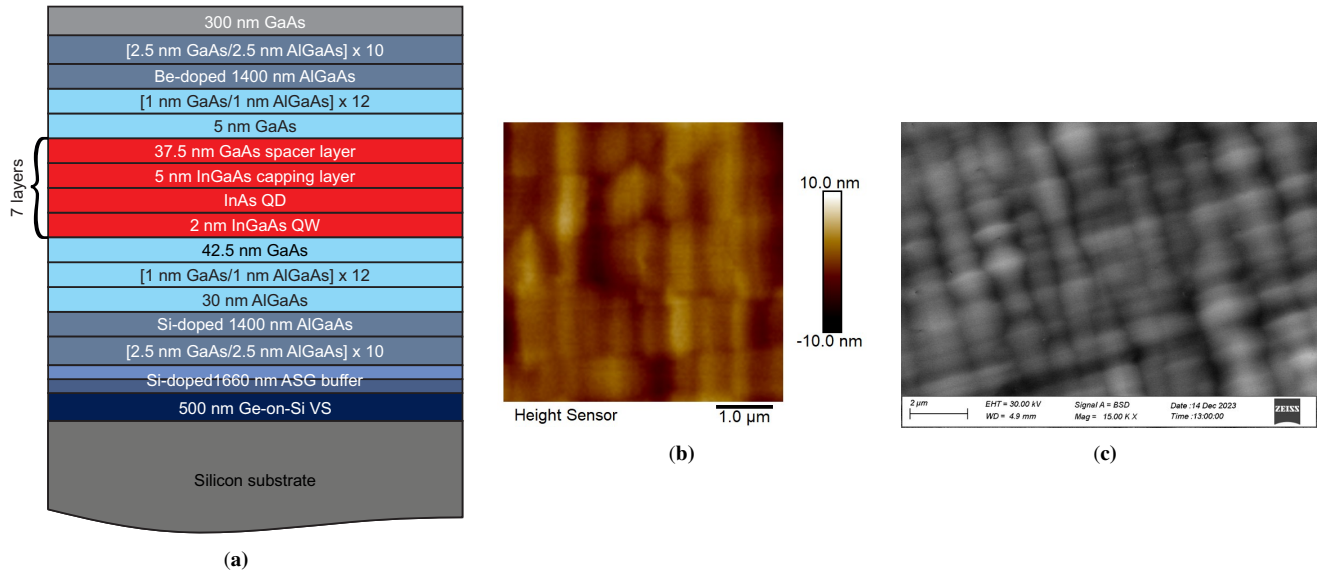 300 nm GaAs
[2.5 nm GaAs/2.5 nm AlGaAs] x 10
Be-doped 1400 nm AlGaAs
[1 nm GaAs/1 nm AlGaAs] x 12
5 nm GaAs
7 layers
37.5 nm GaAs spacer layer
5 nm InGaAs capping layer
InAs QD
2 nm InGaAs QW
42.5 nm GaAs
[1 nm GaAs/1 nm AlGaAs] x 12
30 nm AlGaAs
Si-doped 1400 nm AlGaAs
[2.5 nm GaAs/2.5 nm AlGaAs] x 10
Si-doped1660 nm ASG buffer
500 nm Ge-on-Si VS
Silicon substrate
(a)
10.0 nm
-10.0 nm
Height Sensor
1.0 µm
(b)
2 µm
EHT = 30.00 kV
WD = 4.9 mm
Signal A = BSD
Mag = 15.00 K X
Date :14 Dec 2023
Time :13:00:00
ZEISS
(c)